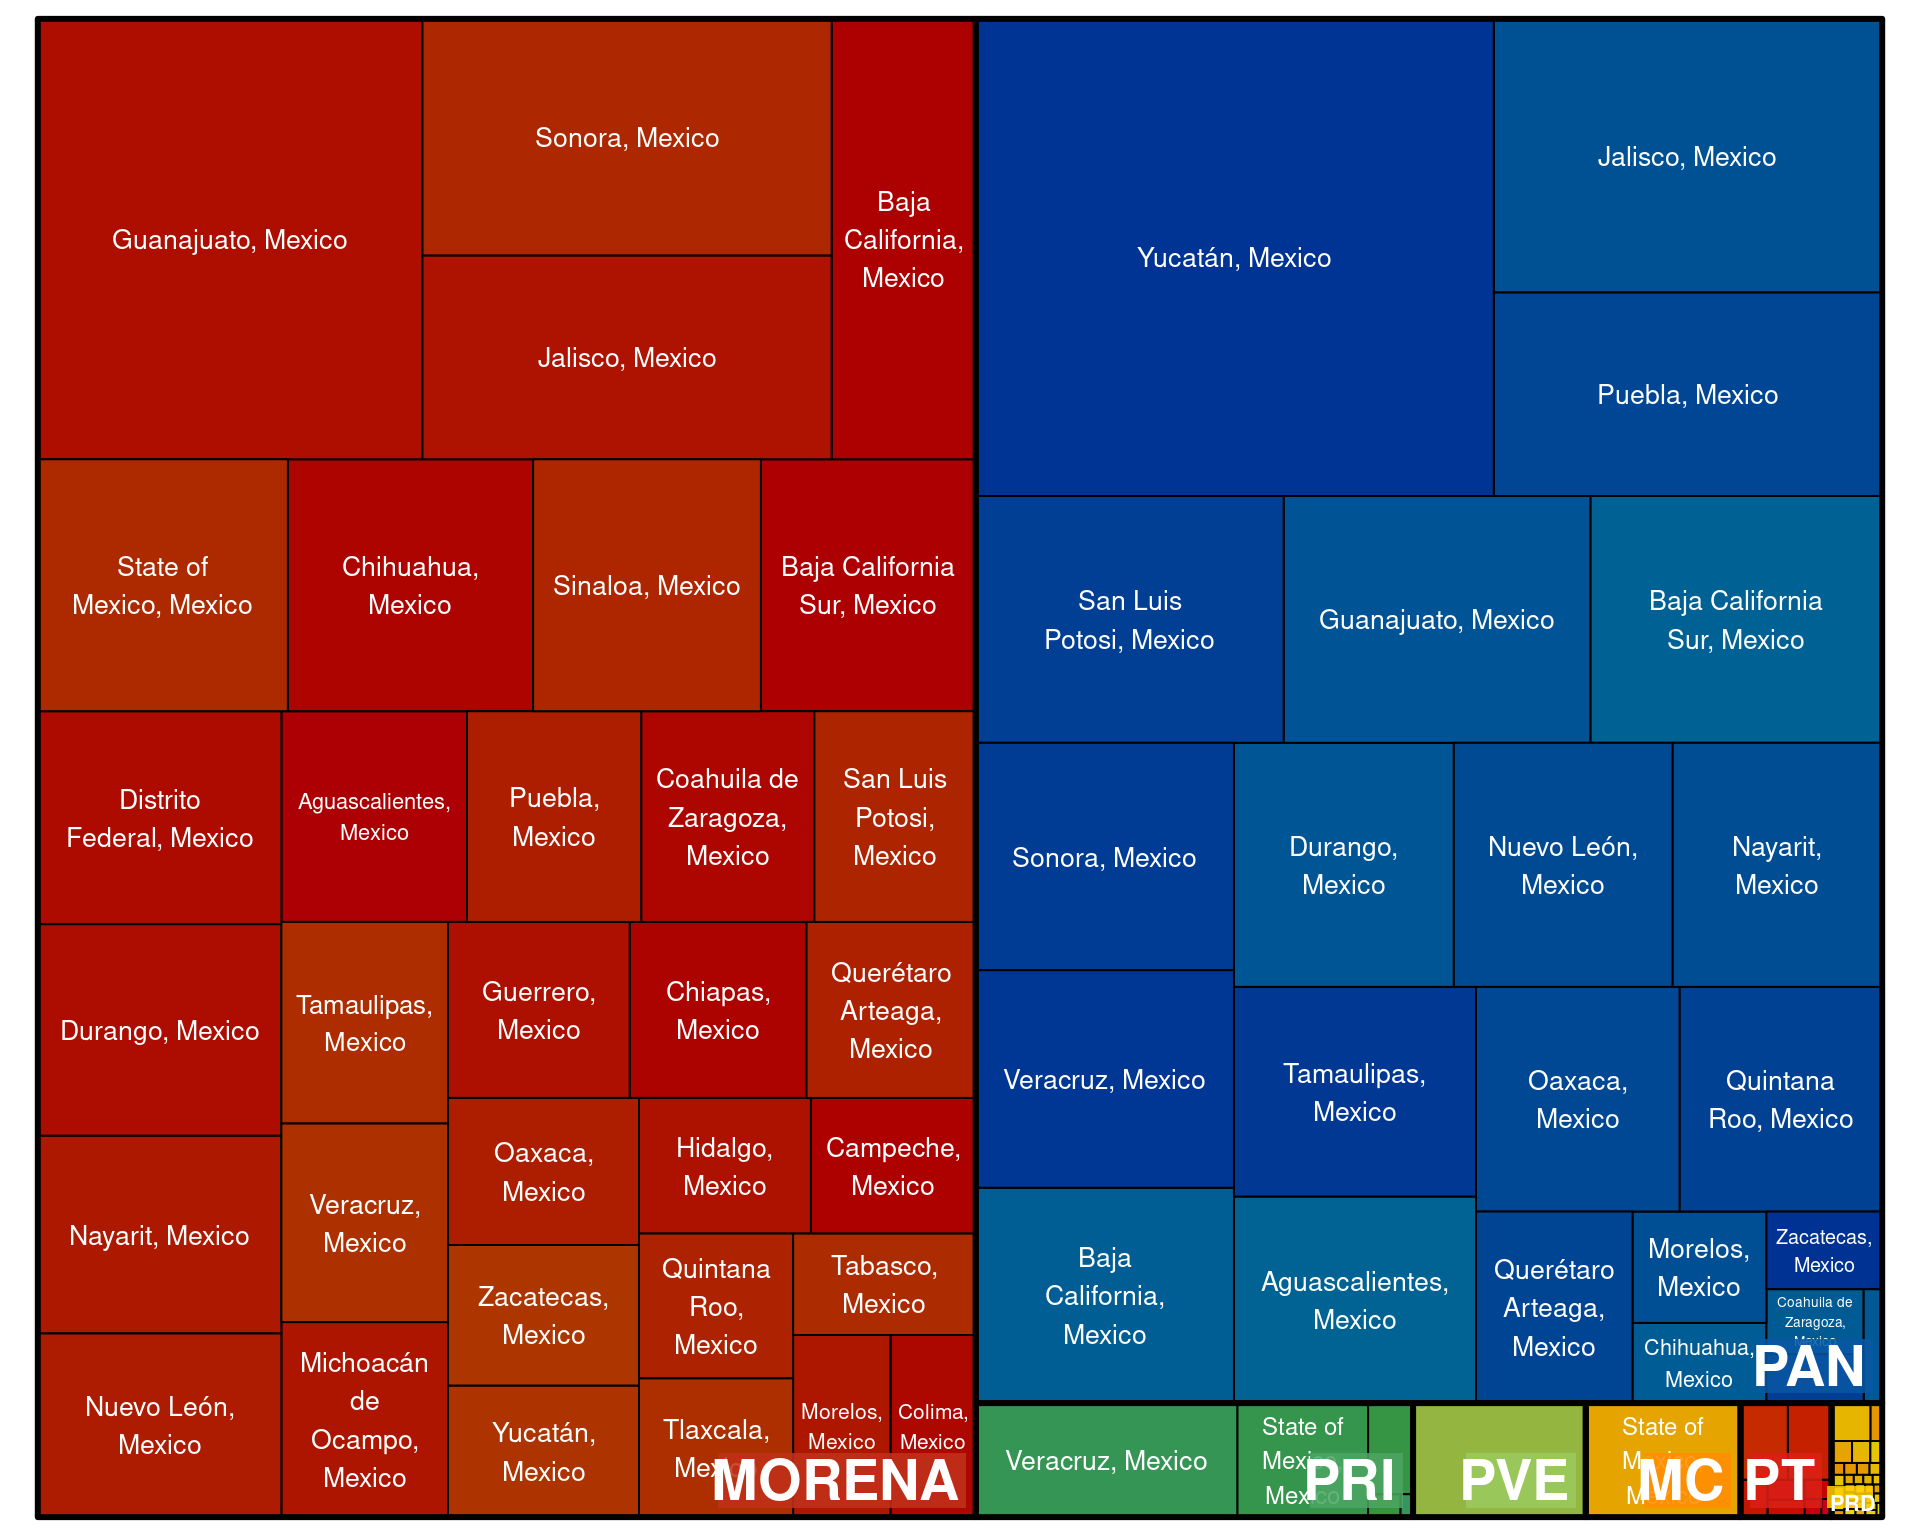 Guanajuato, Mexico
Sonora, Mexico
Jalisco, Mexico
Baja
California,
Mexico
State of
Mexico, Mexico
Chihuahua,
Mexico
Sinaloa, Mexico
Baja California
Sur, Mexico
Distrito
Federal, Mexico
Aguascalientes,
Mexico
Puebla,
Mexico
Coahuila de
Zaragoza,
Mexico
San Luis
Potosi,
Mexico
Durango, Mexico
Tamaulipas,
Mexico
Guerrero,
Mexico
Chiapas,
Mexico
Querétaro
Arteaga,
Mexico
Nayarit, Mexico
Veracruz,
Mexico
Oaxaca,
Mexico
Hidalgo,
Mexico
Campeche,
Mexico
Zacatecas,
Mexico
Quintana
Roo,
Mexico
Tabasco,
Mexico
Nuevo León,
Mexico
Michoacán
de
Ocampo,
Mexico
Yucatán,
Mexico
Tlaxcala,
Mexico
Morelos,
Mexico
Colima,
Mexico
MORENA
Yucatán, Mexico
Jalisco, Mexico
Puebla, Mexico
San Luis
Potosi, Mexico
Guanajuato, Mexico
Baja California
Sur, Mexico
Sonora, Mexico
Durango,
Mexico
Nuevo León,
Mexico
Nayarit,
Mexico
Veracruz, Mexico
Tamaulipas,
Mexico
Oaxaca,
Mexico
Quintana
Roo, Mexico
Baja
California,
Mexico
Aguascalientes,
Mexico
Querétaro
Arteaga,
Mexico
Morelos,
Mexico
Zacatecas,
Mexico
Chihuahua,
Mexico
Coahuila de
Zaragoza,
Mexico
PAN
Veracruz, Mexico
State of
Mexico,
Mexico
PRI
PVE
State of
Mexico,
Mexico
MC
PT
PRD